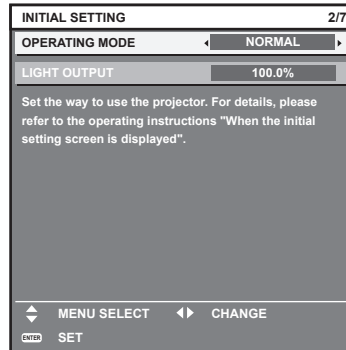 INITIAL SETTING 2/7
OPERATING MODE NORMAL
LIGHT OUTPUT 100.0%
Set the way to use the projector. For details, please
refer to the operating instructions "When the initial
setting screen is displayed".
MENU SELECT CHANGE
ENTER SET